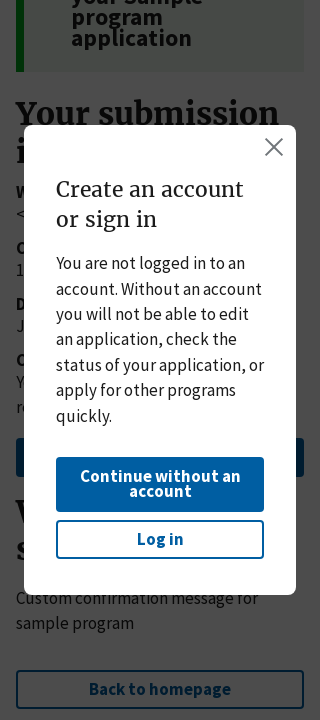 your Sample
program
application
Your submission
i
Create an account
or sign in
You are not logged in to an
account. Without an account
you will not be able to edit
an application, check the
status of your application, or
apply for other programs
quickly.
Continue without an
account
Log in
Custom confirmation message for
sample program
Back to homepage